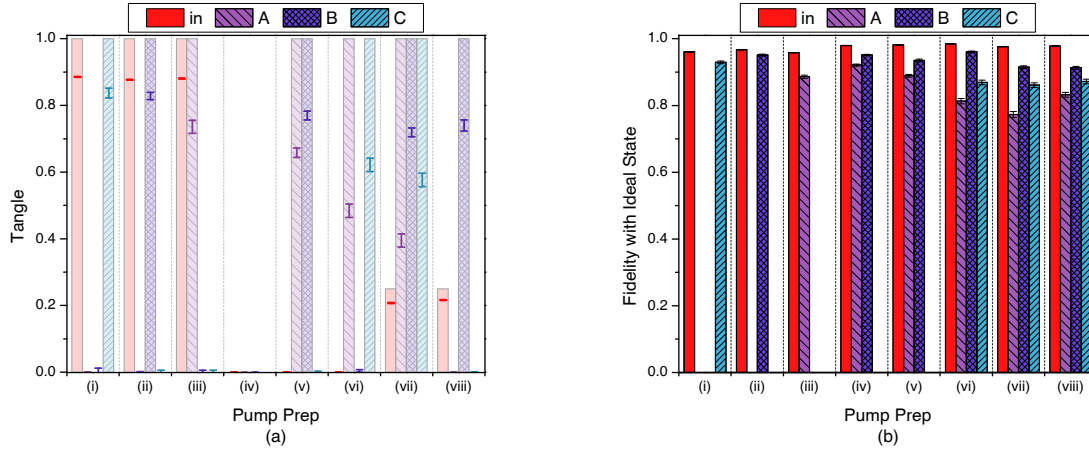 in A B C
1.0
0.8
0.6
0.4
0.2
0.0
Tangle
(i) (ii) (iii) (iv) (v) (vi) (vii) (viii)
Pump Prep
(a)
in A B C
1.0
0.8
0.6
0.4
0.2
0.0
Fidelity with Ideal State
(i) (ii) (iii) (iv) (v) (vi) (vii) (viii)
Pump Prep
(b)